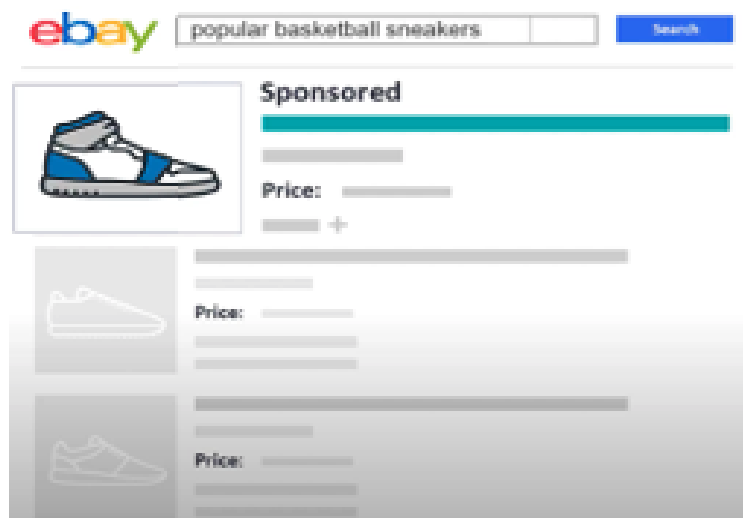 ebay popular basketball sneakers Search
Sponsored
Price:
Price:
Price: